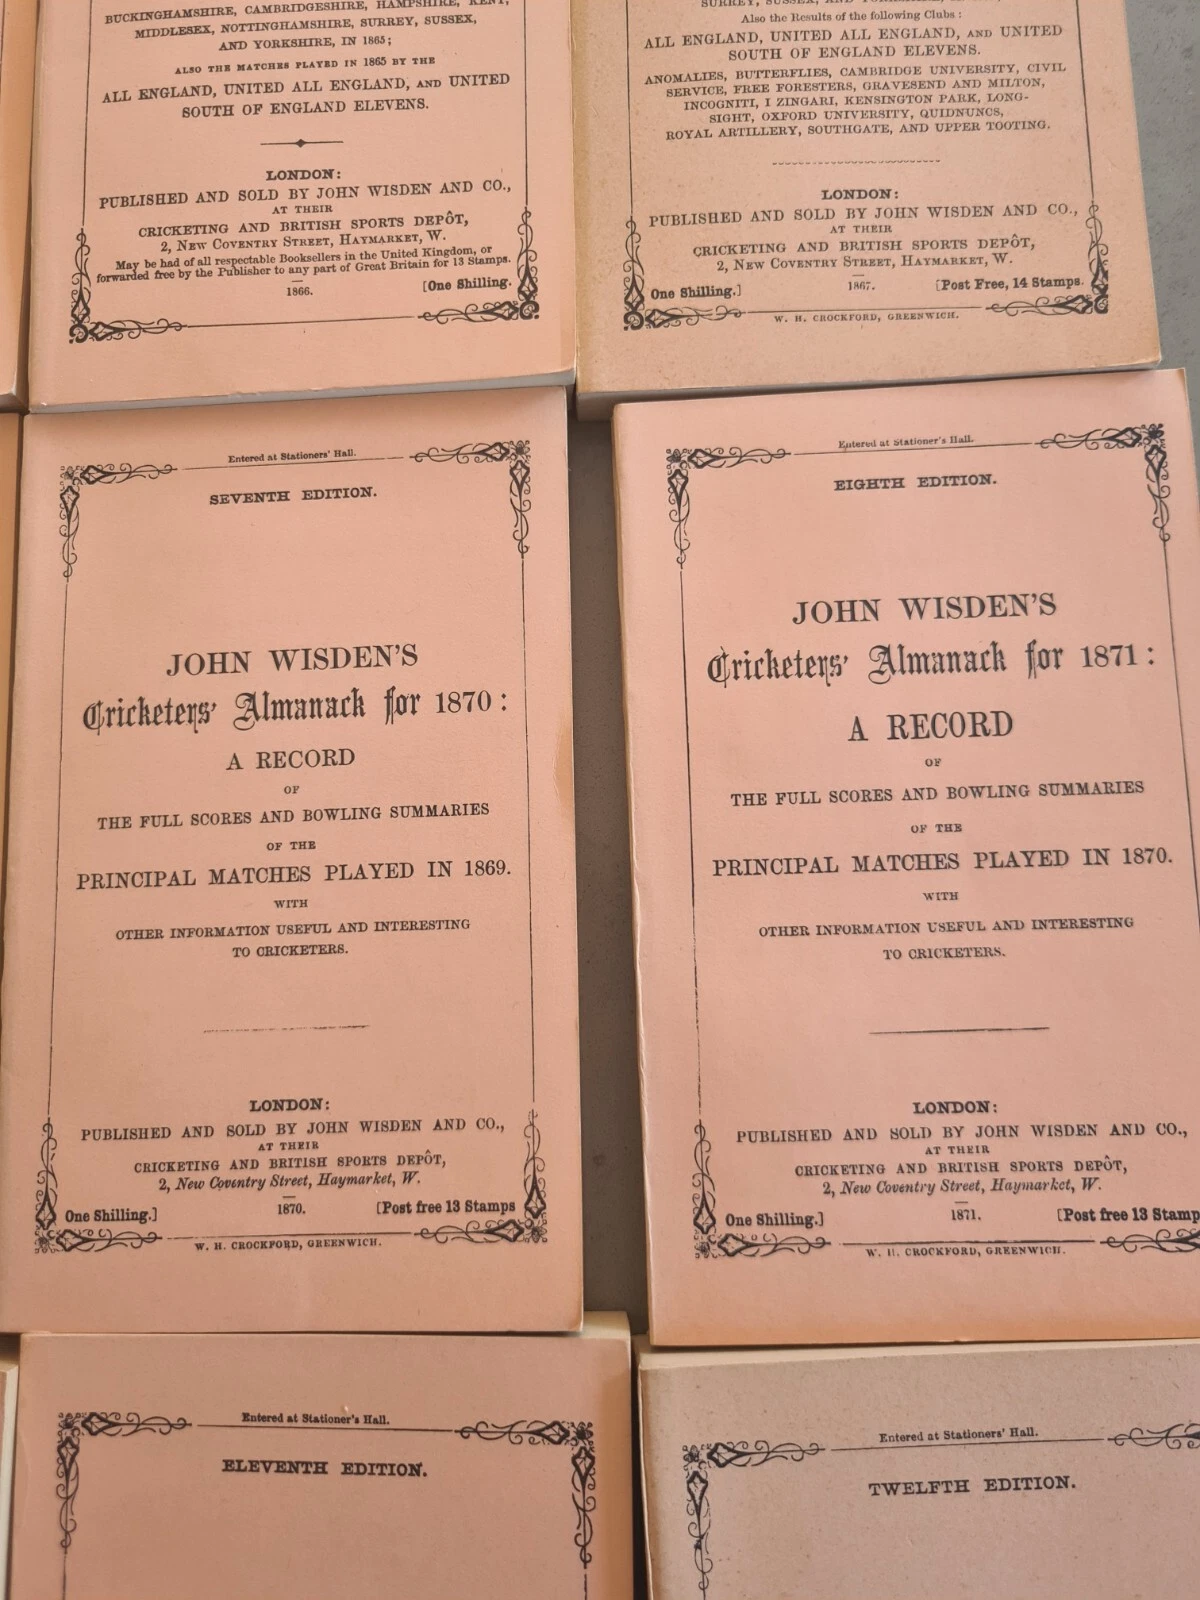 BUCKINGHAMSHIRE, CAMBRIDGESHIRE, HAMPSHIRE, KENT,
MIDDLESEX, NOTTINGHAMSHIRE, SURREY, SUSSEX,
AND YORKSHIRE, IN 1865;
ALSO THE MATCHES PLAYED IN 1865 BY THE
ALL ENGLAND, UNITED ALL ENGLAND, AND UNITED
SOUTH OF ENGLAND ELEVENS.
LONDON:
PUBLISHED AND SOLD BY JOHN WISDEN AND CO.,
AT THEIR
CRICKETING AND BRITISH SPORTS DEPÔT,
2, NEW COVENTRY STREET, HAYMARKET, W.
May be had of all respectable Booksellers in the United Kingdom, or
forwarded free by the Publisher to any part of Great Britain for 13 Stamps.
1866. [One Shilling.
Also the Results of the following Clubs:
ALL ENGLAND, UNITED ALL ENGLAND, AND UNITED
SOUTH OF ENGLAND ELEVENS.
ANOMALIES, BUTTERFLIES, CAMBRIDGE UNIVERSITY, CIVIL
SERVICE, FREE FORESTERS, GRAVESEND AND MILTON,
INCOGNITI, I ZINGARI, KENSINGTON PARK, LONG-
SIGHT, OXFORD UNIVERSITY, QUIDNUNCS,
ROYAL ARTILLERY, SOUTHGATE, AND UPPER TOOTING.
LONDON:
PUBLISHED AND SOLD BY JOHN WISDEN AND CO.,
AT THEIR
CRICKETING AND BRITISH SPORTS DEPÔT,
2, NEW COVENTRY STREET, HAYMARKET, W.
One Shilling.] 1867. [Post Free, 14 Stamps.
W. H. CROCKFORD, GREENWICH.
Entered at Stationers' Hall.
SEVENTH EDITION.
JOHN WISDEN'S
Cricketers' Almanack for 1870:
A RECORD
OF
THE FULL SCORES AND BOWLING SUMMARIES
OF THE
PRINCIPAL MATCHES PLAYED IN 1869.
WITH
OTHER INFORMATION USEFUL AND INTERESTING
TO CRICKETERS.
LONDON:
PUBLISHED AND SOLD BY JOHN WISDEN AND CO.,
AT THEIR
CRICKETING AND BRITISH SPORTS DEPÔT,
2, New Coventry Street, Haymarket, W.
One Shilling.] 1870. [Post free 13 Stamps
W. H. CROCKFORD, GREENWICH.
Entered at Stationer's Hall.
EIGHTH EDITION.
JOHN WISDEN'S
Cricketers' Almanack for 1871:
A RECORD
OF
THE FULL SCORES AND BOWLING SUMMARIES
OF THE
PRINCIPAL MATCHES PLAYED IN 1870.
WITH
OTHER INFORMATION USEFUL AND INTERESTING
TO CRICKETERS.
LONDON:
PUBLISHED AND SOLD BY JOHN WISDEN AND CO.,
AT THEIR
CRICKETING AND BRITISH SPORTS DEPÔT,
2, New Coventry Street, Haymarket, W.
One Shilling.] 1871. [Post free 13 Stamp
W. H. CROCKFORD, GREENWICH.
Entered at Stationer's Hall.
ELEVENTH EDITION.
Entered at Stationers' Hall.
TWELFTH EDITION.